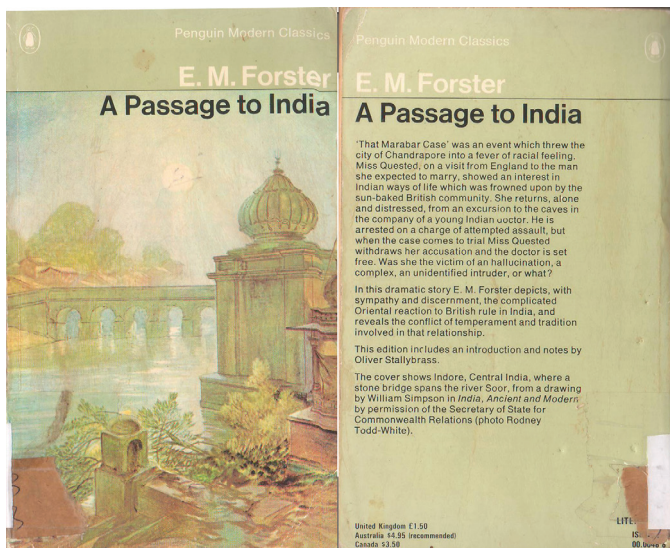 Penguin Modern Classics
E. M. Forster
A Passage to India
3
3
Penguin Modern Classics
E. M. Forster
A Passage to India
'That Marabar Case' was an event which threw the
city of Chandrapore into a fever of racial feeling.
Miss Quested, on a visit from England to the man
she expected to marry, showed an interest in
Indian ways of life which was frowned upon by the
sun-baked British community. She returns, alone
and distressed, from an excursion to the caves in
the company of a young Indian doctor. He is
arrested on a charge of attempted assault, but
when the case comes to trial Miss Quested
withdraws her accusation and the doctor is set
free. Was she the victim of an hallucination, a
complex, an unidentified intruder, or what?
In this dramatic story E. M. Forster depicts, with
sympathy and discernment, the complicated
Oriental reaction to British rule in India, and
reveals the conflict of temperament and tradition
involved in that relationship.
This edition includes an introduction and notes by
Oliver Stallybrass.
The cover shows Indore, Central India, where a
stone bridge spans the river Soor, from a drawing
by William Simpson in India, Ancient and Modern
by permission of the Secretary of State for
Commonwealth Relations (photo Rodney
Todd-White).
United Kingdom £1.50
Australia $4.95 (recommended)
Canada $3.50